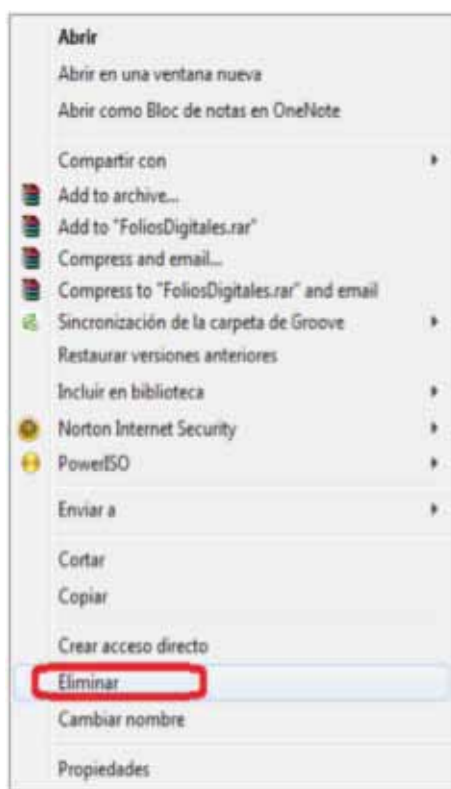 Abrir
Abrir en una ventana nueva
Abrir como Bloc de notas en OneNote
Compartir con
Add to archive...
Add to "FoliosDigitales.rar"
Compress and email...
Compress to "FoliosDigitales.rar" and email
Sincronización de la carpeta de Groove
Restaurar versiones anteriores
Incluir en biblioteca
Norton Internet Security
PowerISO
Enviar a
Cortar
Copiar
Crear acceso directo
Eliminar
Cambiar nombre
Propiedades